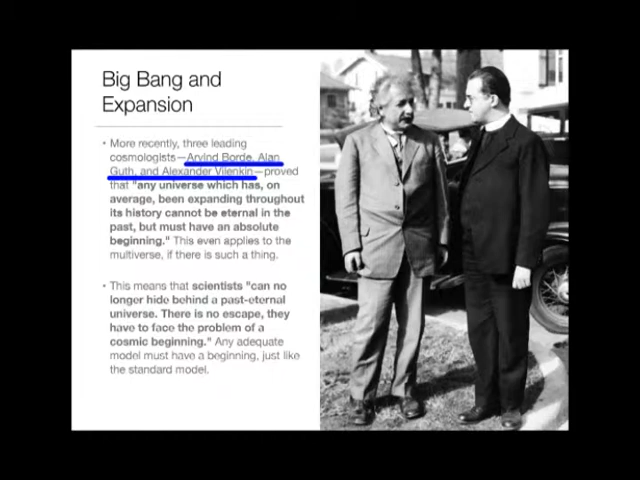 Big Bang and
Expansion
• More recently, three leading
cosmologists—Arvind Borde, Alan
Guth, and Alexander Vilenkin—proved
that "any universe which has, on
average, been expanding throughout
its history cannot be eternal in the
past, but must have an absolute
beginning." This even applies to the
multiverse, if there is such a thing.
• This means that scientists "can no
longer hide behind a past-eternal
universe. There is no escape, they
have to face the problem of a
cosmic beginning." Any adequate
model must have a beginning, just like
the standard model.